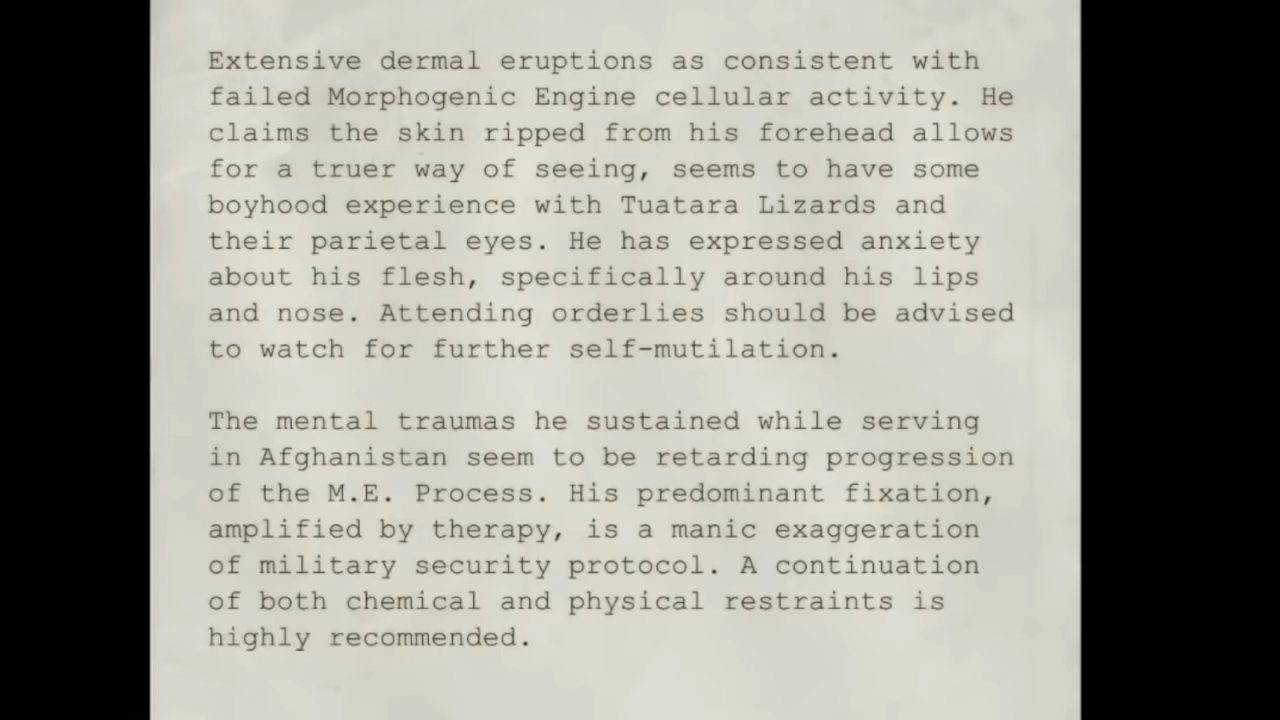 Extensive dermal eruptions as consistent with
failed Morphogenic Engine cellular activity. He
claims the skin ripped from his forehead allows
for a truer way of seeing, seems to have some
boyhood experience with Tuatara Lizards and
their parietal eyes. He has expressed anxiety
about his flesh, specifically around his lips
and nose. Attending orderlies should be advised
to watch for further self-mutilation.
The mental traumas he sustained while serving
in Afghanistan seem to be retarding progression
of the M.E. Process. His predominant fixation,
amplified by therapy, is a manic exaggeration
of military security protocol. A continuation
of both chemical and physical restraints is
highly recommended.